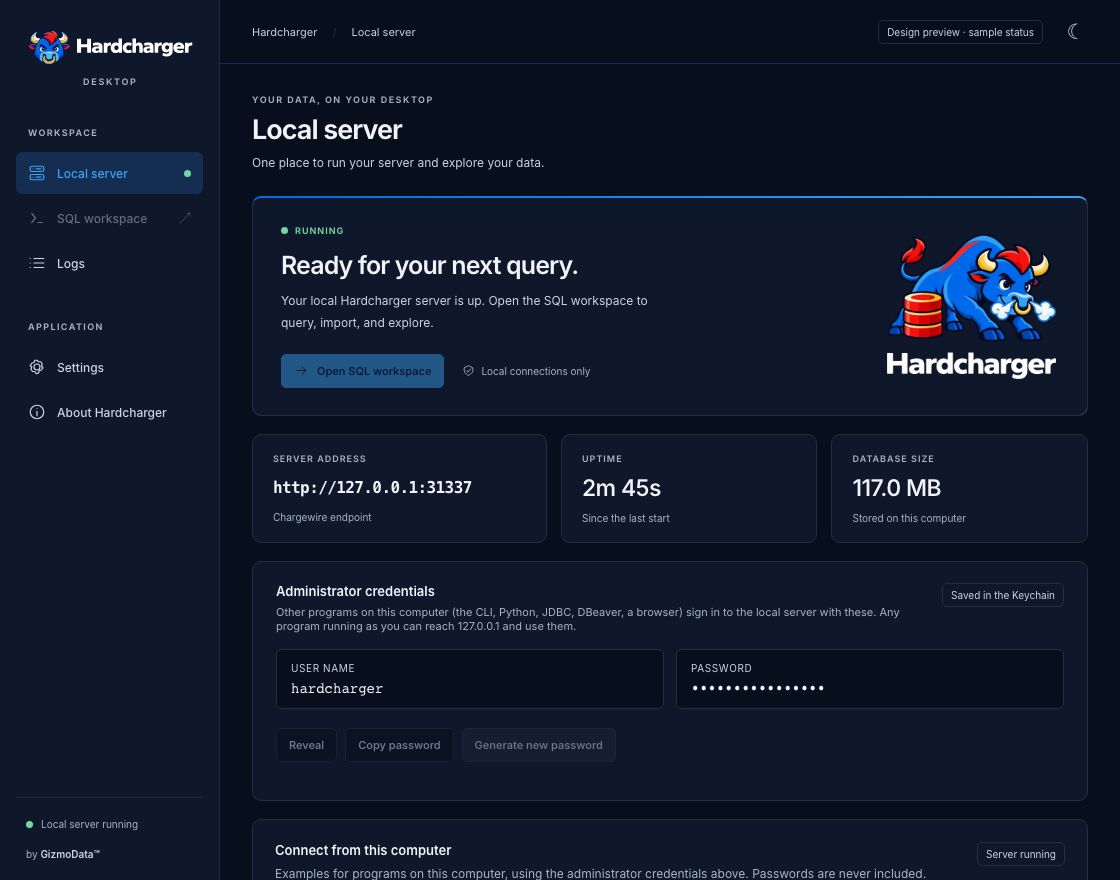 Hardcharger
DESKTOP
WORKSPACE
Local server
SQL workspace
Logs
APPLICATION
Settings
About Hardcharger
Local server running
by GizmoData™
Hardcharger / Local server
Design preview · sample status
YOUR DATA, ON YOUR DESKTOP
Local server
One place to run your server and explore your data.
RUNNING
Ready for your next query.
Your local Hardcharger server is up. Open the SQL workspace to
query, import, and explore.
Open SQL workspace
Local connections only
Hardcharger
SERVER ADDRESS
http://127.0.0.1:31337
Chargewire endpoint
UPTIME
2m 45s
Since the last start
DATABASE SIZE
117.0 MB
Stored on this computer
Administrator credentials
Saved in the Keychain
Other programs on this computer (the CLI, Python, JDBC, DBeaver, a browser) sign in to the local server with these. Any
program running as you can reach 127.0.0.1 and use them.
USER NAME
hardcharger
PASSWORD
••••••••••••••••
Reveal
Copy password
Generate new password
Connect from this computer
Server running
Examples for programs on this computer, using the administrator credentials above. Passwords are never included.